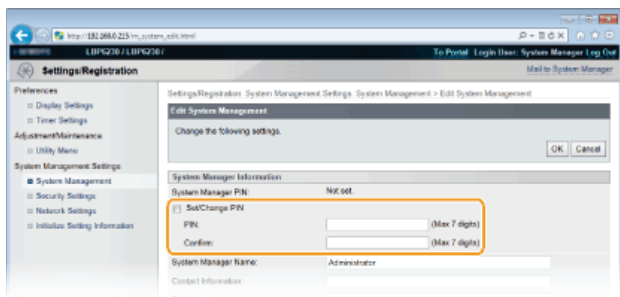 http://192.168.0.215/m_system_edit.html
LBP6230 / LBP6230 /
To Portal Login User: System Manager Log Out
Settings/Registration
Mail to System Manager
Preferences
Display Settings
Timer Settings
Adjustment/Maintenance
Utility Menu
System Management Settings
System Management
Security Settings
Network Settings
Initialize Setting Information
Settings/Registration: System Management Settings: System Management > Edit System Management
Edit System Management
Change the following settings.
OK Cancel
System Manager Information
System Manager PIN: Not set.
Set/Change PIN
PIN: (Max 7 digits)
Confirm: (Max 7 digits)
System Manager Name: Administrator
Contact Information